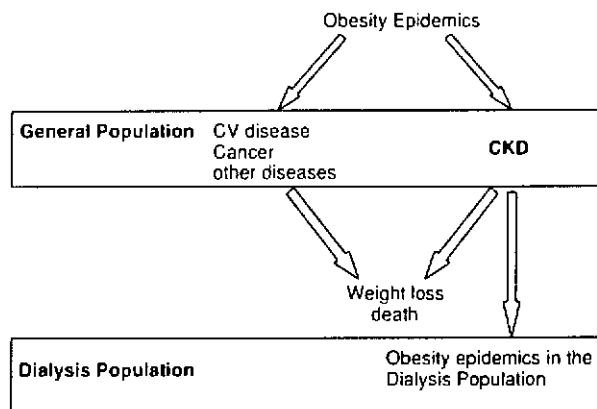 Obesity Epidemics
General Population
CV disease
Cancer
other diseases
CKD
Weight loss
death
Dialysis Population
Obesity epidemics in the
Dialysis Population